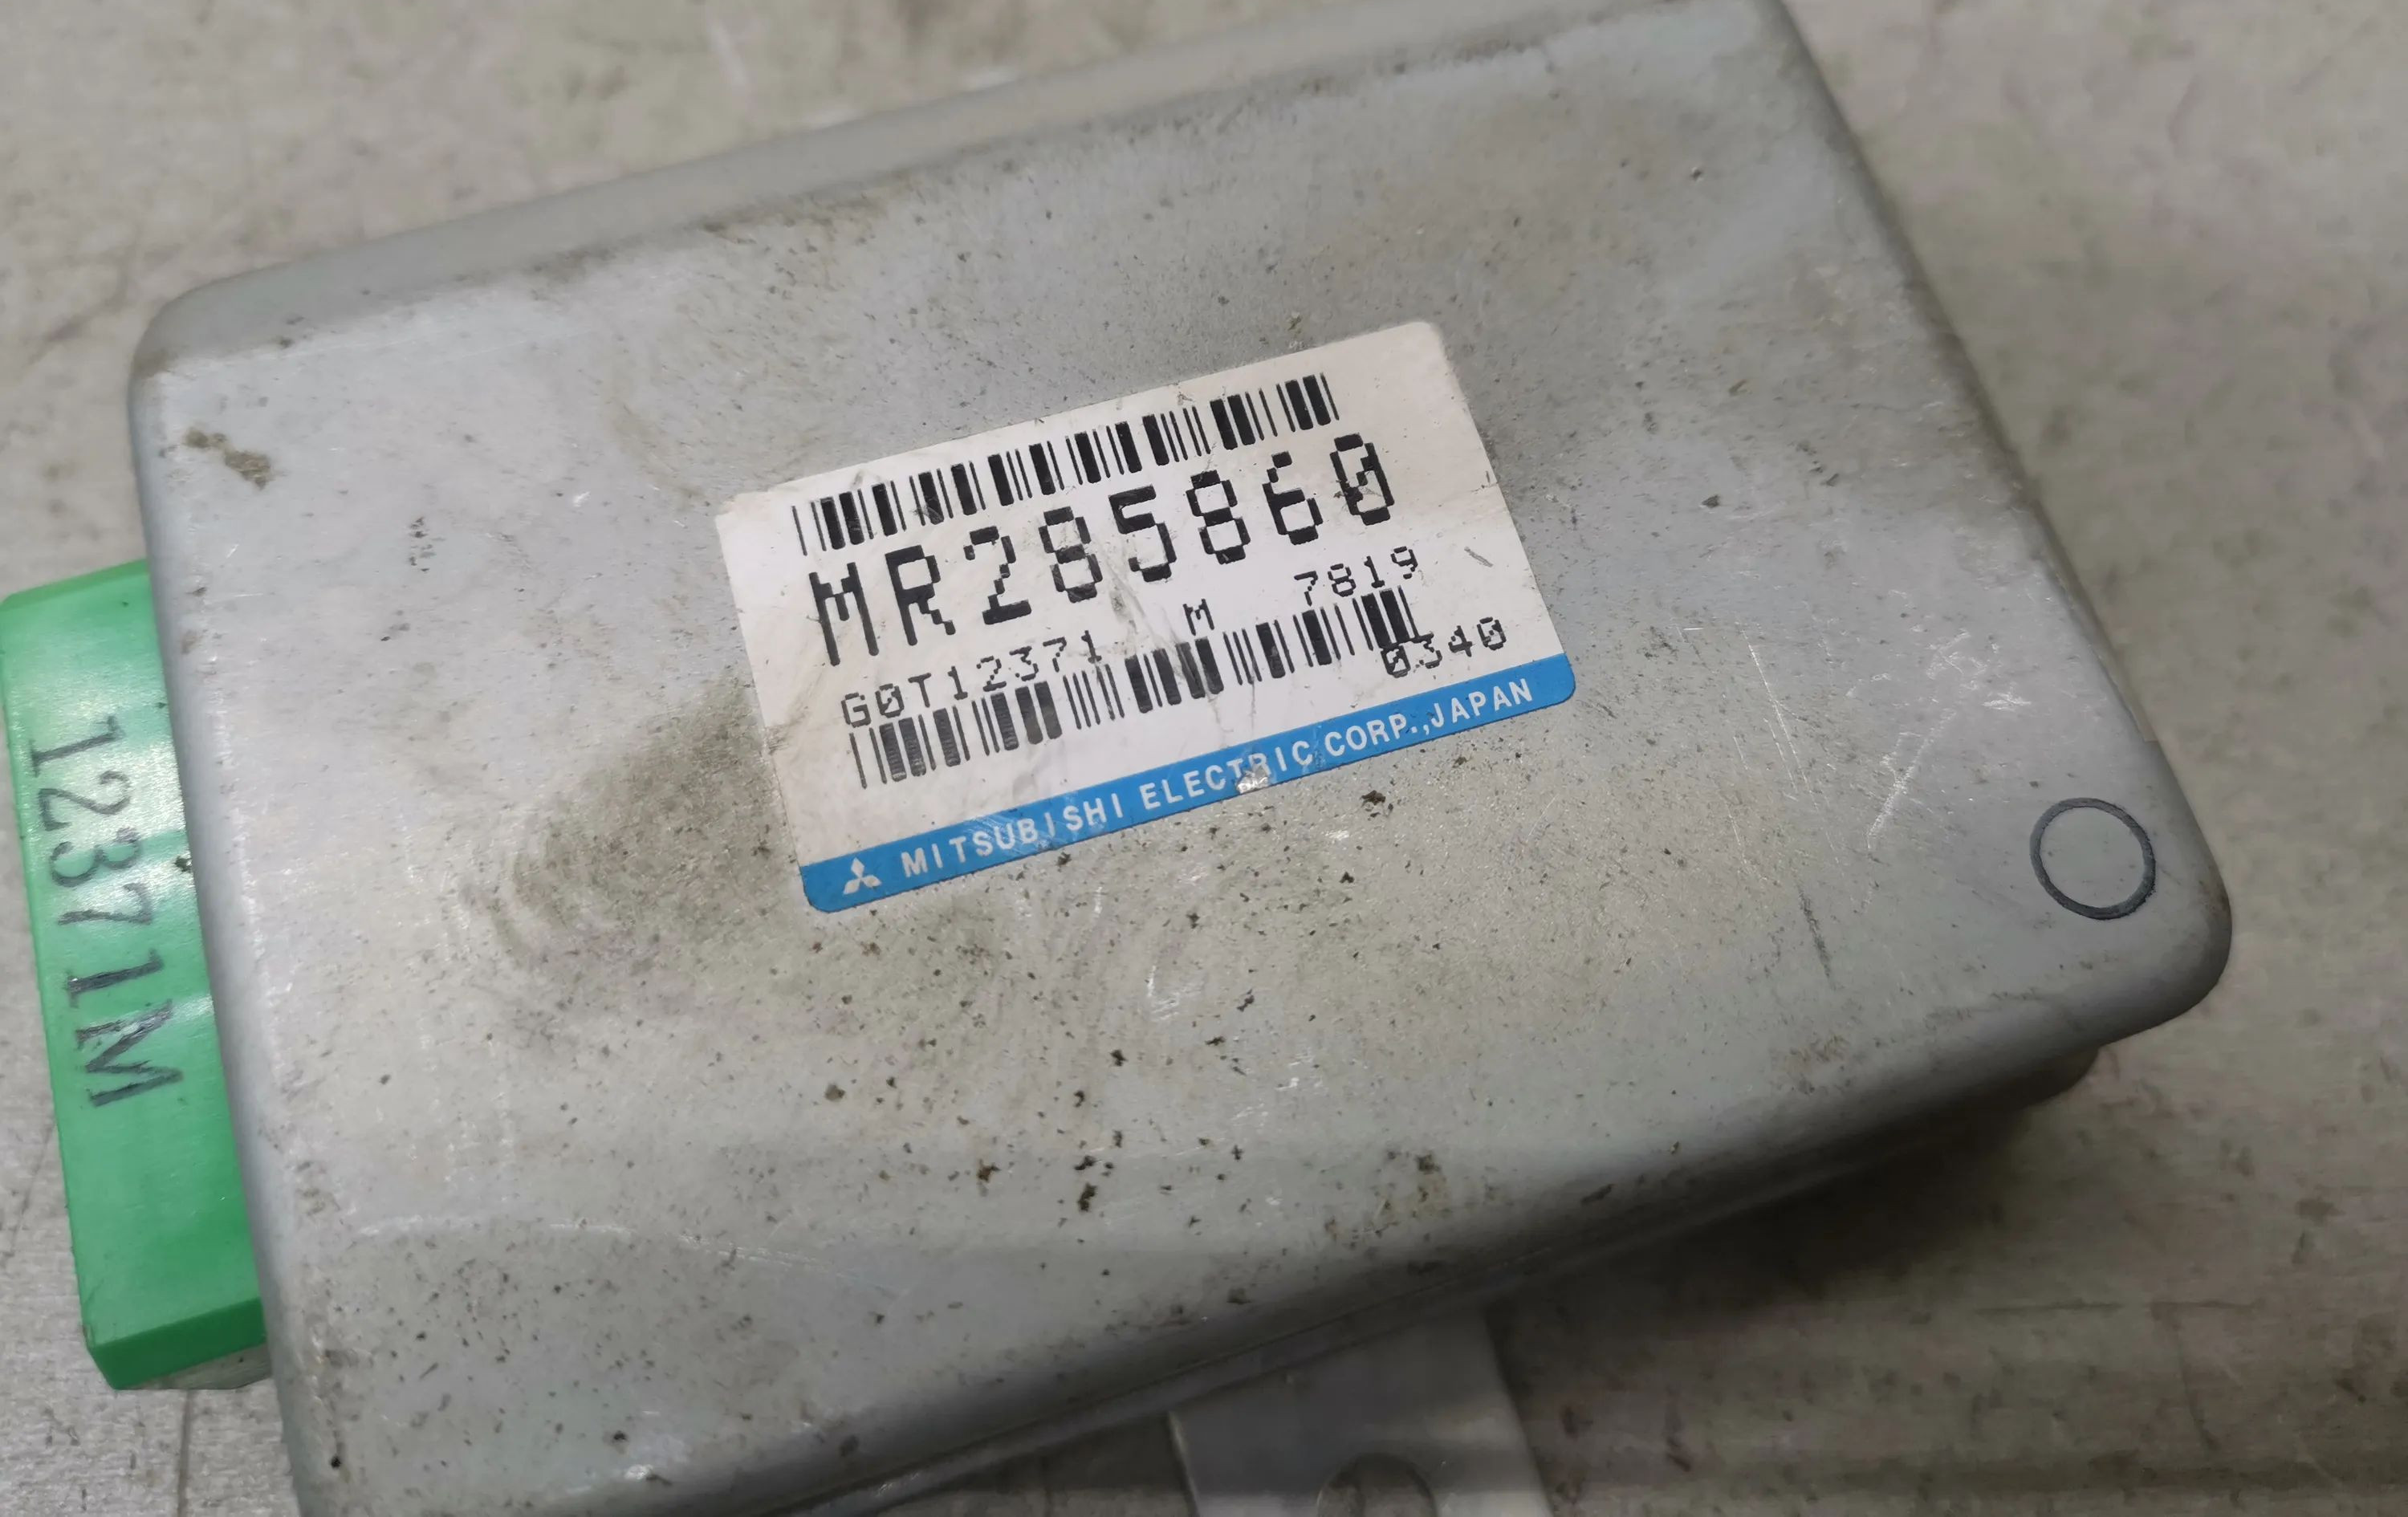 MR285860
G0T12371 M 7819
0340
MITSUBISHI ELECTRIC CORP.,JAPAN
12371M